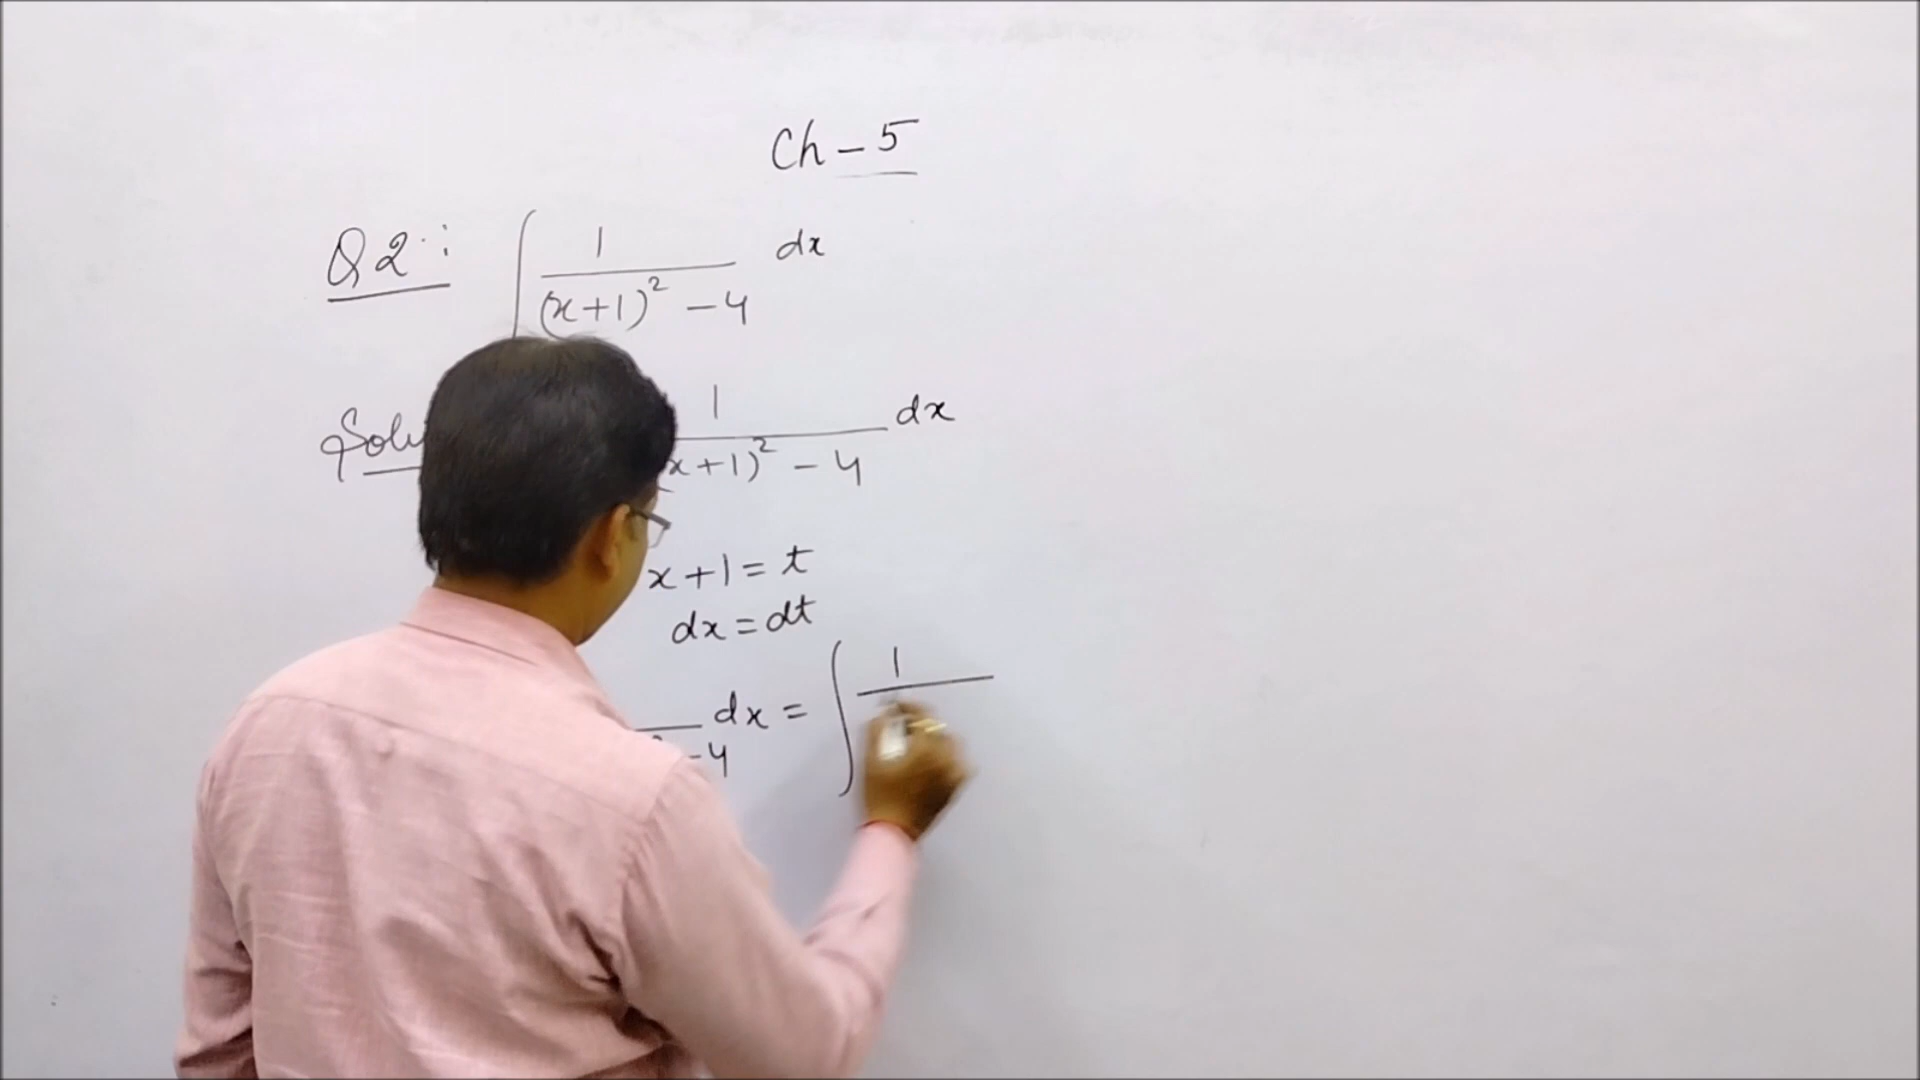 Ch - 5
Q2: ∫ 1/((x+1)² - 4) dx
Solu 1/(x+1)² - 4 dx
x+1 = t
dx = dt
-4 dx = ∫ 1